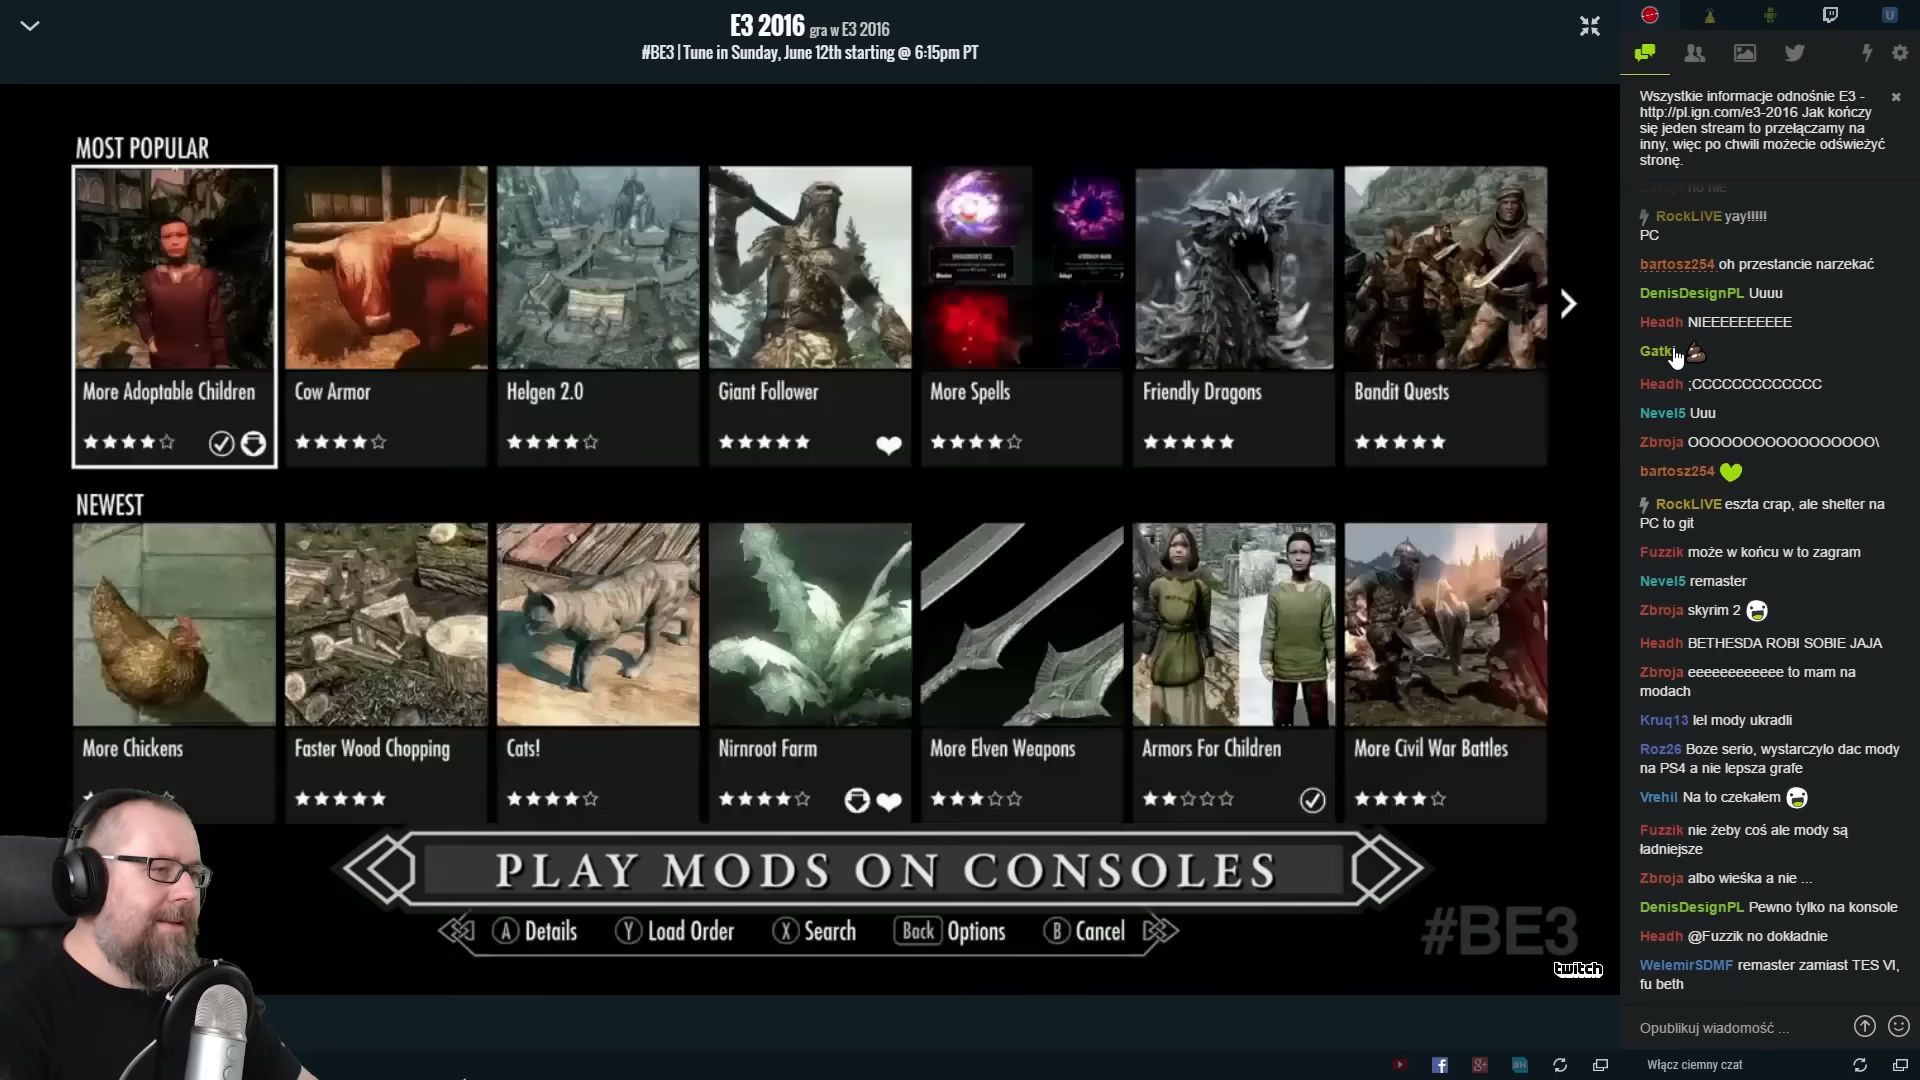 E3 2016 gra w E3 2016
#BE3 | Tune in Sunday, June 12th starting @ 6:15pm PT
MOST POPULAR
More Adoptable Children
Cow Armor
Helgen 2.0
Giant Follower
More Spells
Friendly Dragons
Bandit Quests
NEWEST
More Chickens
Faster Wood Chopping
Cats!
Nirnroot Farm
More Elven Weapons
Armors For Children
More Civil War Battles
PLAY MODS ON CONSOLES
A Details
Y Load Order
X Search
Back Options
B Cancel
#BE3
twitch
Wszystkie informacje odnośnie E3 -
http://pl.ign.com/e3-2016 Jak kończy
się jeden stream to przełączamy na
inny, więc po chwili możecie odświeżyć
stronę.
Zbroja no nie
RockLIVE yay!!!!!
PC
bartosz254 oh przestancie narzekać
DenisDesignPL Uuuu
Headh NIEEEEEEEEEE
Gatki
Headh ;CCCCCCCCCCCCC
Nevel5 Uuu
Zbroja OOOOOOOOOOOOOOOOO\
bartosz254
RockLIVE eszta crap, ale shelter na
PC to git
Fuzzik może w końcu w to zagram
Nevel5 remaster
Zbroja skyrim 2
Headh BETHESDA ROBI SOBIE JAJA
Zbroja eeeeeeeeeeee to mam na
modach
Kruq13 lel mody ukradli
Roz26 Boze serio, wystarczylo dac mody
na PS4 a nie lepsza grafe
Vrehil Na to czekałem
Fuzzik nie żeby coś ale mody są
ładniejsze
Zbroja albo wieśka a nie ...
DenisDesignPL Pewno tylko na konsole
Headh @Fuzzik no dokładnie
WelemirSDMF remaster zamiast TES VI,
fu beth
Opublikuj wiadomość ...
Włącz ciemny czat